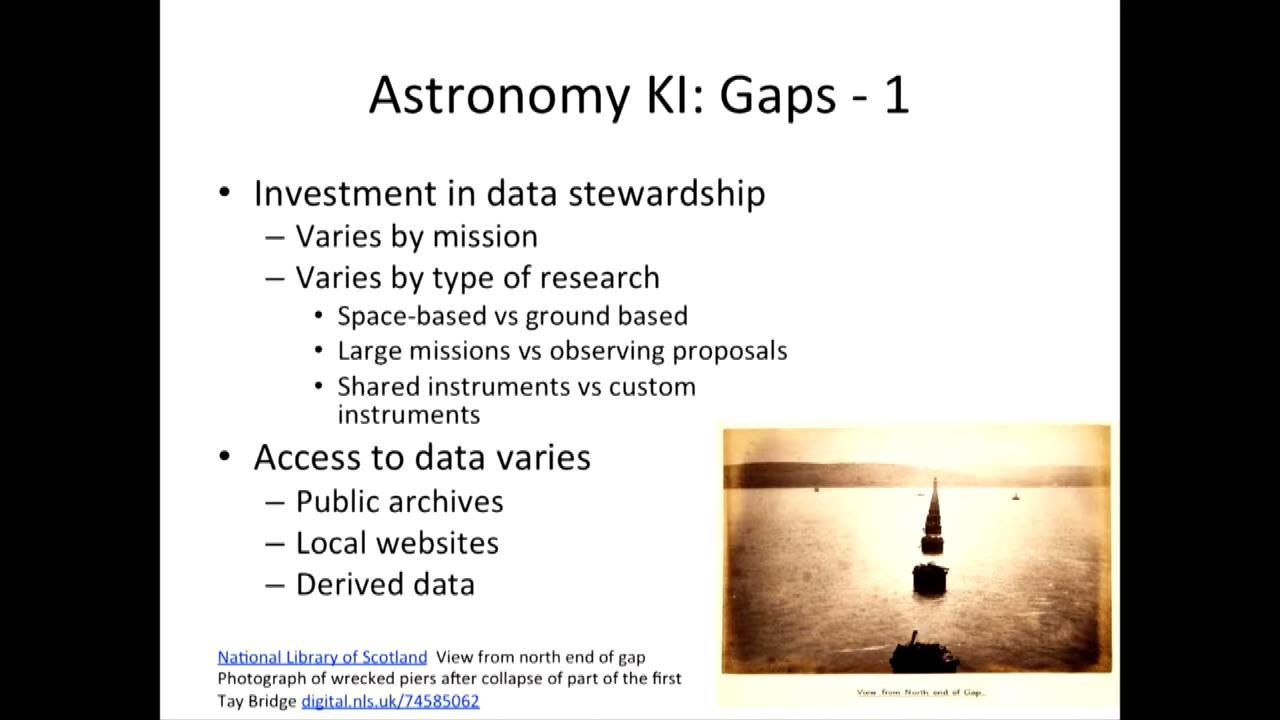 Astronomy KI: Gaps - 1
• Investment in data stewardship
– Varies by mission
– Varies by type of research
• Space-based vs ground based
• Large missions vs observing proposals
• Shared instruments vs custom
instruments
• Access to data varies
– Public archives
– Local websites
– Derived data
National Library of Scotland View from north end of gap
Photograph of wrecked piers after collapse of part of the first
Tay Bridge digital.nls.uk/74585062
View from North end of Gap.